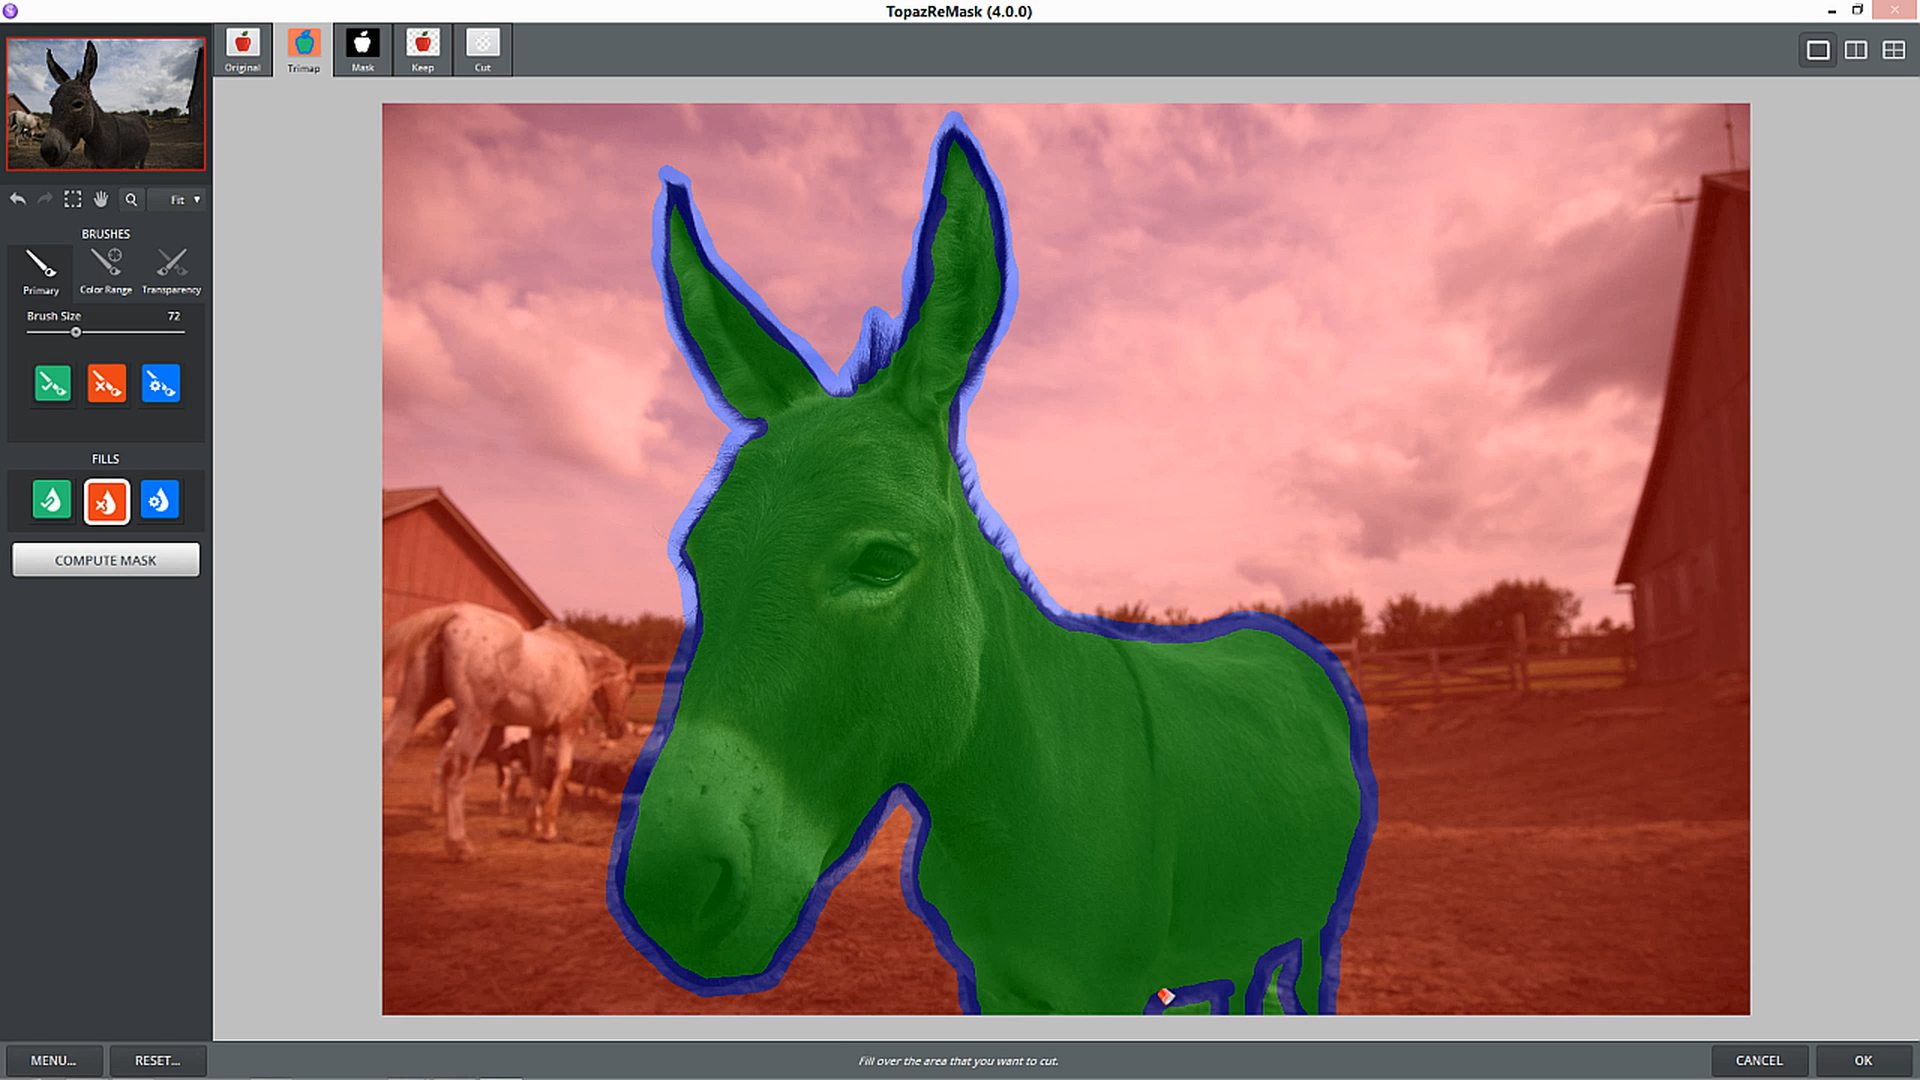 TopazReMask (4.0.0)
Original
Trimap
Mask
Keep
Cut
Fit
BRUSHES
Primary
Color Range
Transparency
Brush Size 72
FILLS
COMPUTE MASK
MENU...
RESET...
Fill over the area that you want to cut.
CANCEL
OK